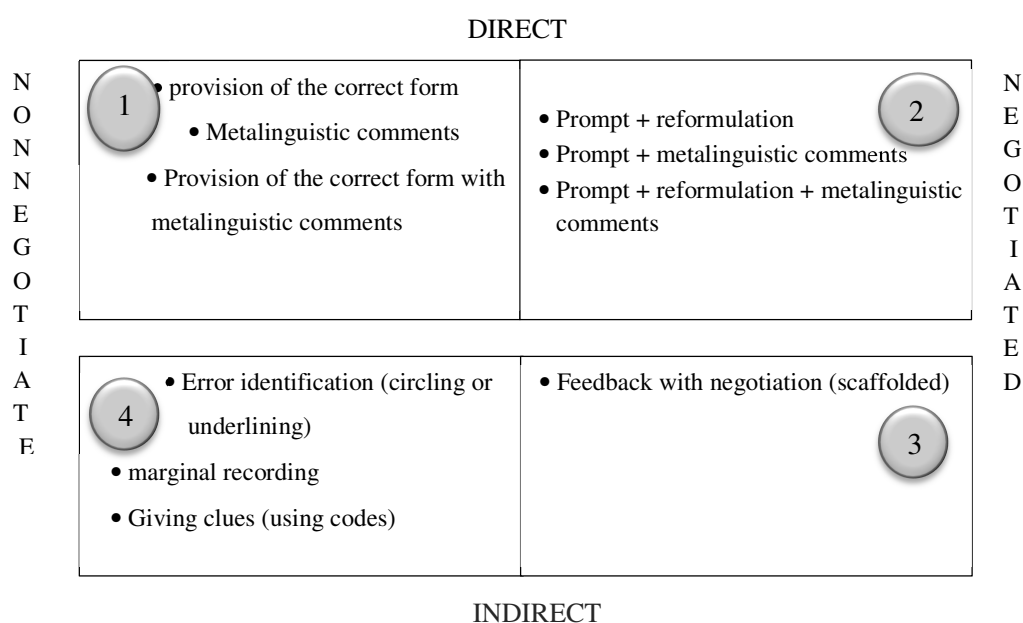 DIRECT
NONNEGOTIATE
1
• provision of the correct form
• Metalinguistic comments
• Provision of the correct form with
metalinguistic comments
2
• Prompt + reformulation
• Prompt + metalinguistic comments
• Prompt + reformulation + metalinguistic
comments
NEGOTIATED
4
• Error identification (circling or
underlining)
• marginal recording
• Giving clues (using codes)
• Feedback with negotiation (scaffolded)
3
INDIRECT